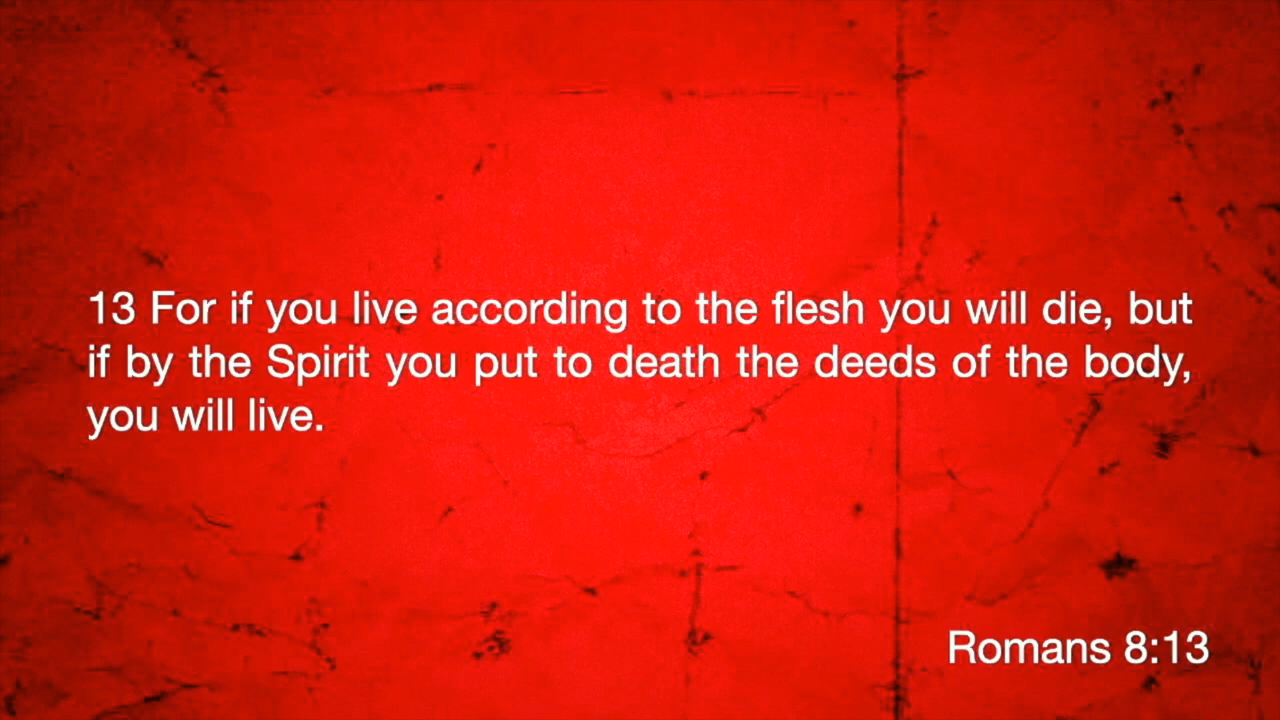 13 For if you live according to the flesh you will die, but
if by the Spirit you put to death the deeds of the body,
you will live.
Romans 8:13